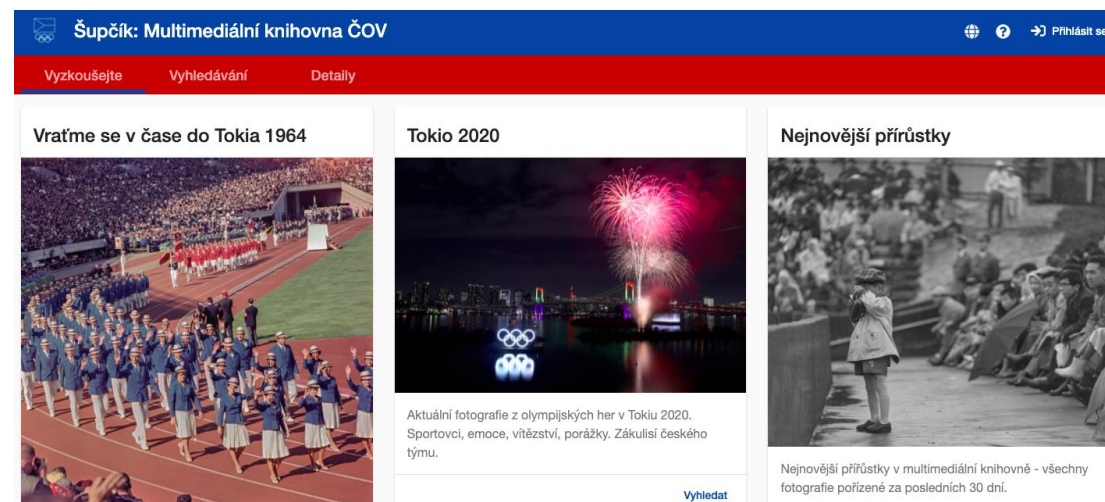 Šupčík: Multimediální knihovna ČOV
Přihlásit se
Vyzkoušejte
Vyhledávání
Detaily
Vraťme se v čase do Tokia 1964
Tokio 2020
Aktuální fotografie z olympijských her v Tokiu 2020.
Sportovci, emoce, vítězství, porážky. Zákulisí českého
týmu.
Vyhledat
Nejnovější přírůstky
Nejnovější příŕůstky v multimediální knihovně - všechny
fotografie pořízené za posledních 30 dní.